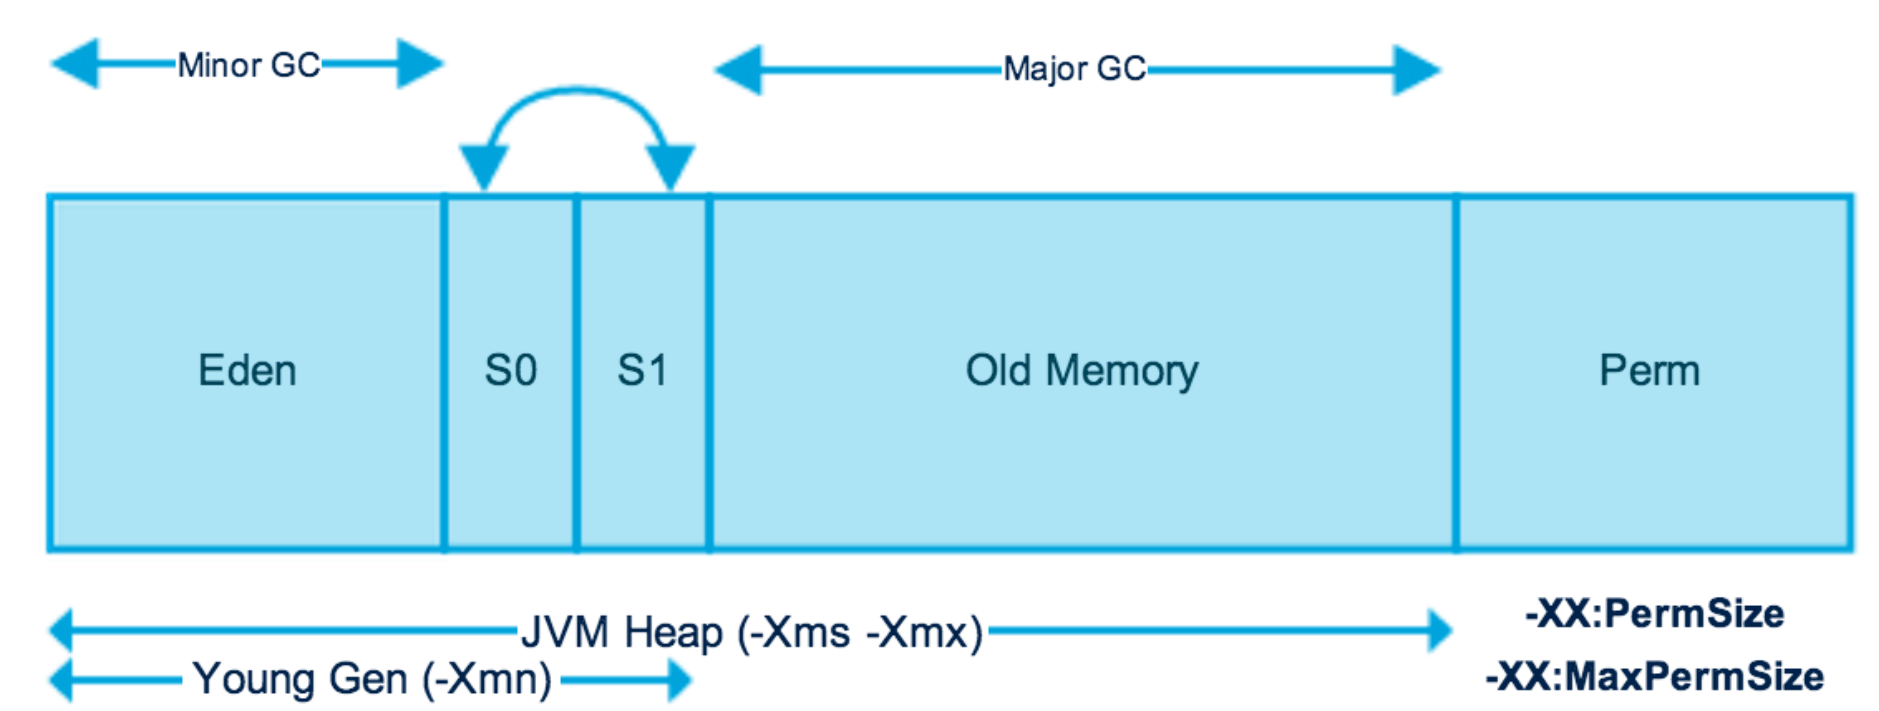 Minor GC
Major GC
Eden
S0
S1
Old Memory
Perm
JVM Heap (-Xms -Xmx)
Young Gen (-Xmn)
-XX:PermSize
-XX:MaxPermSize